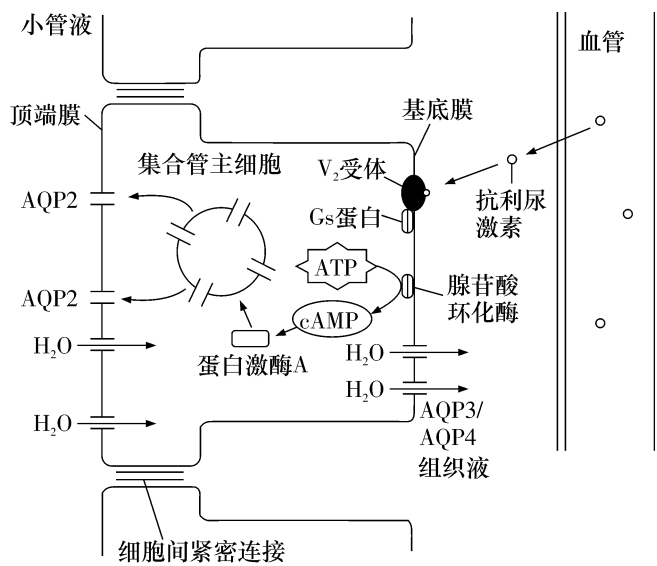 小管液
血管
顶端膜
基底膜
集合管主细胞
V₂受体
抗利尿
激素
AQP2
Gs蛋白
ATP
腺苷酸
环化酶
AQP2
cAMP
H₂O
蛋白激酶A
H₂O
H₂O
H₂O
AQP3/
AQP4
组织液
细胞间紧密连接